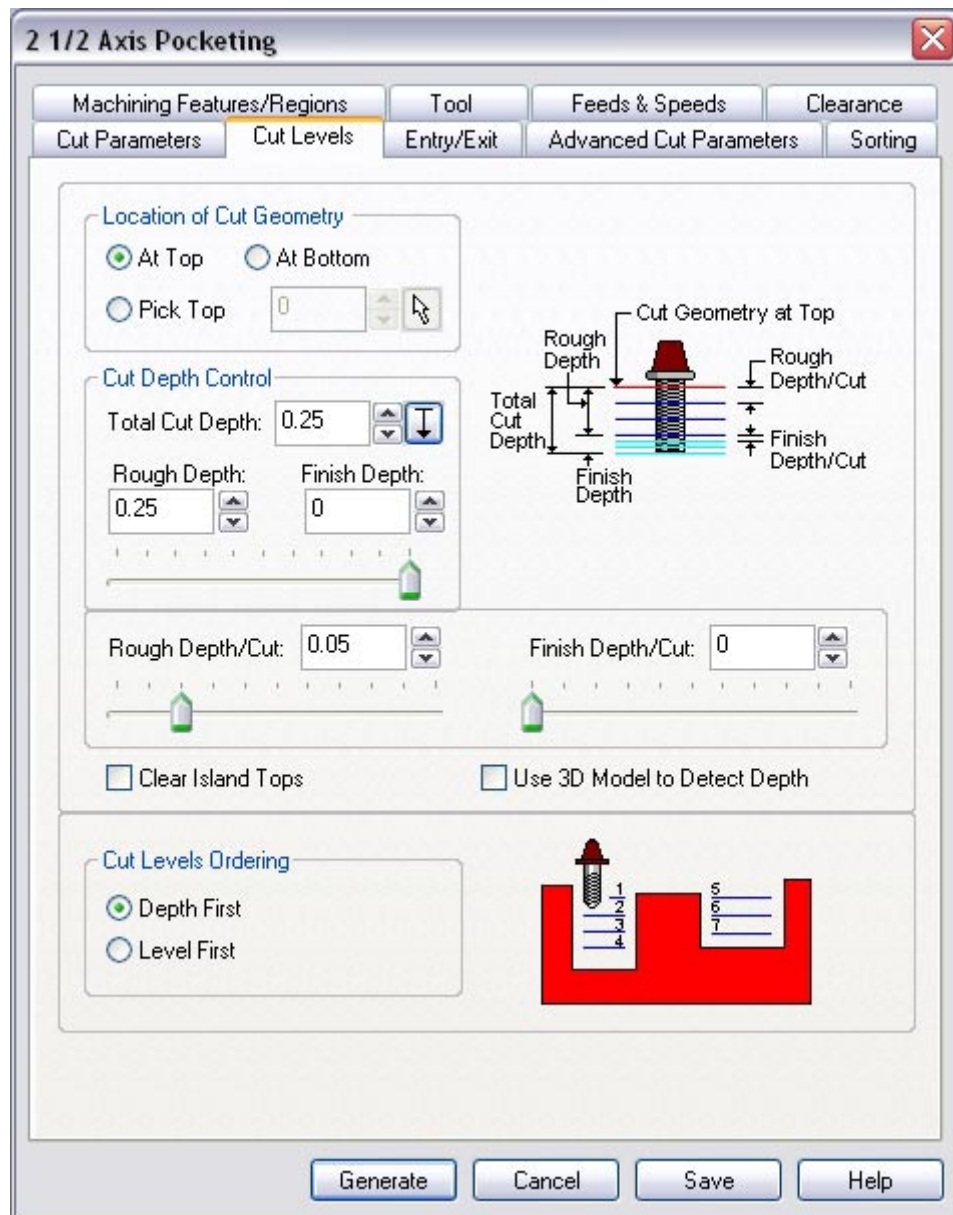 2 1/2 Axis Pocketing
Machining Features/Regions Tool Feeds & Speeds Clearance
Cut Parameters Cut Levels Entry/Exit Advanced Cut Parameters Sorting
Location of Cut Geometry
At Top At Bottom
Pick Top 0
Cut Depth Control
Total Cut Depth: 0.25
Rough Depth: Finish Depth:
0.25 0
Cut Geometry at Top
Rough
Depth
Rough
Depth/Cut
Total
Cut
Depth
Finish
Depth/Cut
Finish
Depth
Rough Depth/Cut: 0.05 Finish Depth/Cut: 0
Clear Island Tops Use 3D Model to Detect Depth
Cut Levels Ordering
Depth First
Level First
1
2
3
4
5
6
7
Generate Cancel Save Help